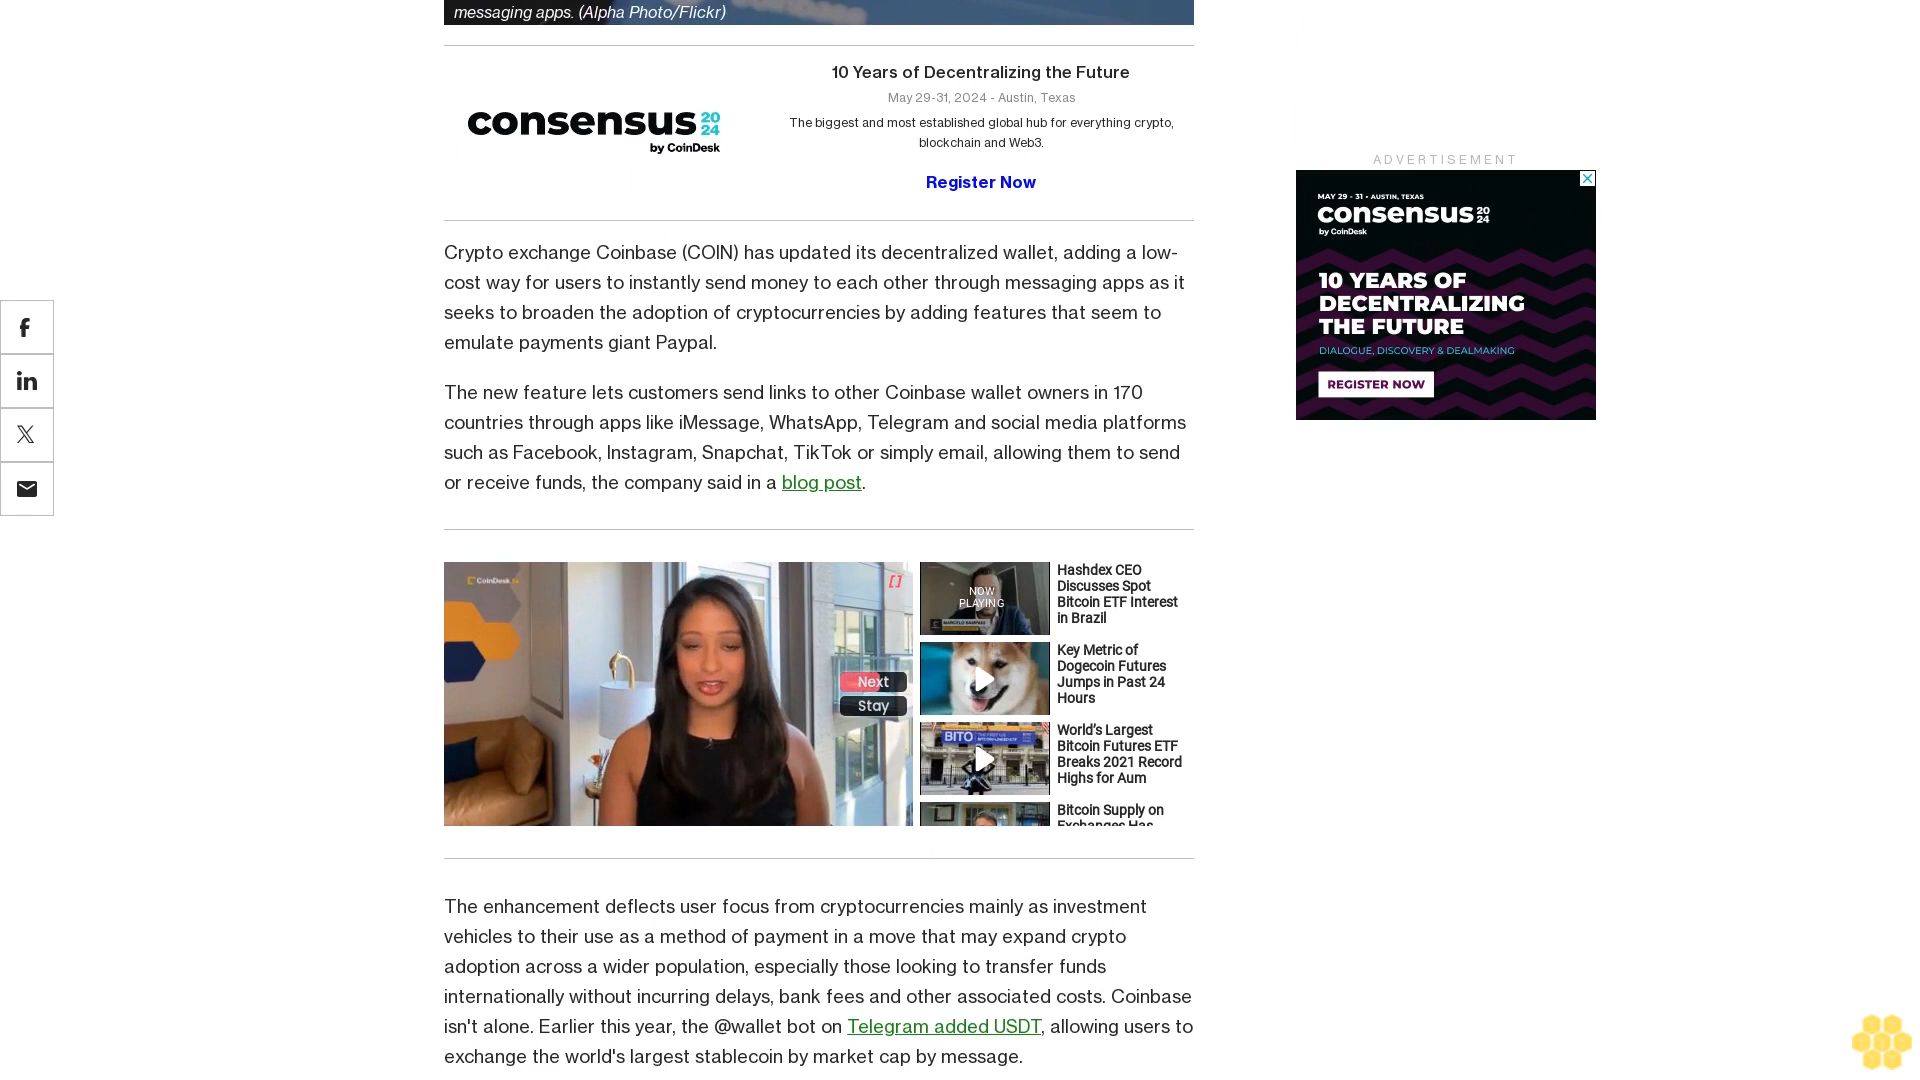 messaging apps. (Alpha Photo/Flickr)
consensus 2024
by CoinDesk
10 Years of Decentralizing the Future
May 29-31, 2024 - Austin, Texas
The biggest and most established global hub for everything crypto,
blockchain and Web3.
Register Now
Crypto exchange Coinbase (COIN) has updated its decentralized wallet, adding a low-
cost way for users to instantly send money to each other through messaging apps as it
seeks to broaden the adoption of cryptocurrencies by adding features that seem to
emulate payments giant Paypal.
The new feature lets customers send links to other Coinbase wallet owners in 170
countries through apps like iMessage, WhatsApp, Telegram and social media platforms
such as Facebook, Instagram, Snapchat, TikTok or simply email, allowing them to send
or receive funds, the company said in a blog post.
CoinDesk
Next
Stay
NOW
PLAYING
MARCELO SAMPAIO
Hashdex CEO
Discusses Spot
Bitcoin ETF Interest
in Brazil
Key Metric of
Dogecoin Futures
Jumps in Past 24
Hours
BITO
World's Largest
Bitcoin Futures ETF
Breaks 2021 Record
Highs for Aum
Bitcoin Supply on
Exchanges Has
The enhancement deflects user focus from cryptocurrencies mainly as investment
vehicles to their use as a method of payment in a move that may expand crypto
adoption across a wider population, especially those looking to transfer funds
internationally without incurring delays, bank fees and other associated costs. Coinbase
isn't alone. Earlier this year, the @wallet bot on Telegram added USDT, allowing users to
exchange the world's largest stablecoin by market cap by message.
ADVERTISEMENT
MAY 29 - 31 • AUSTIN, TEXAS
consensus 2024
by CoinDesk
10 YEARS OF
DECENTRALIZING
THE FUTURE
DIALOGUE, DISCOVERY & DEALMAKING
REGISTER NOW